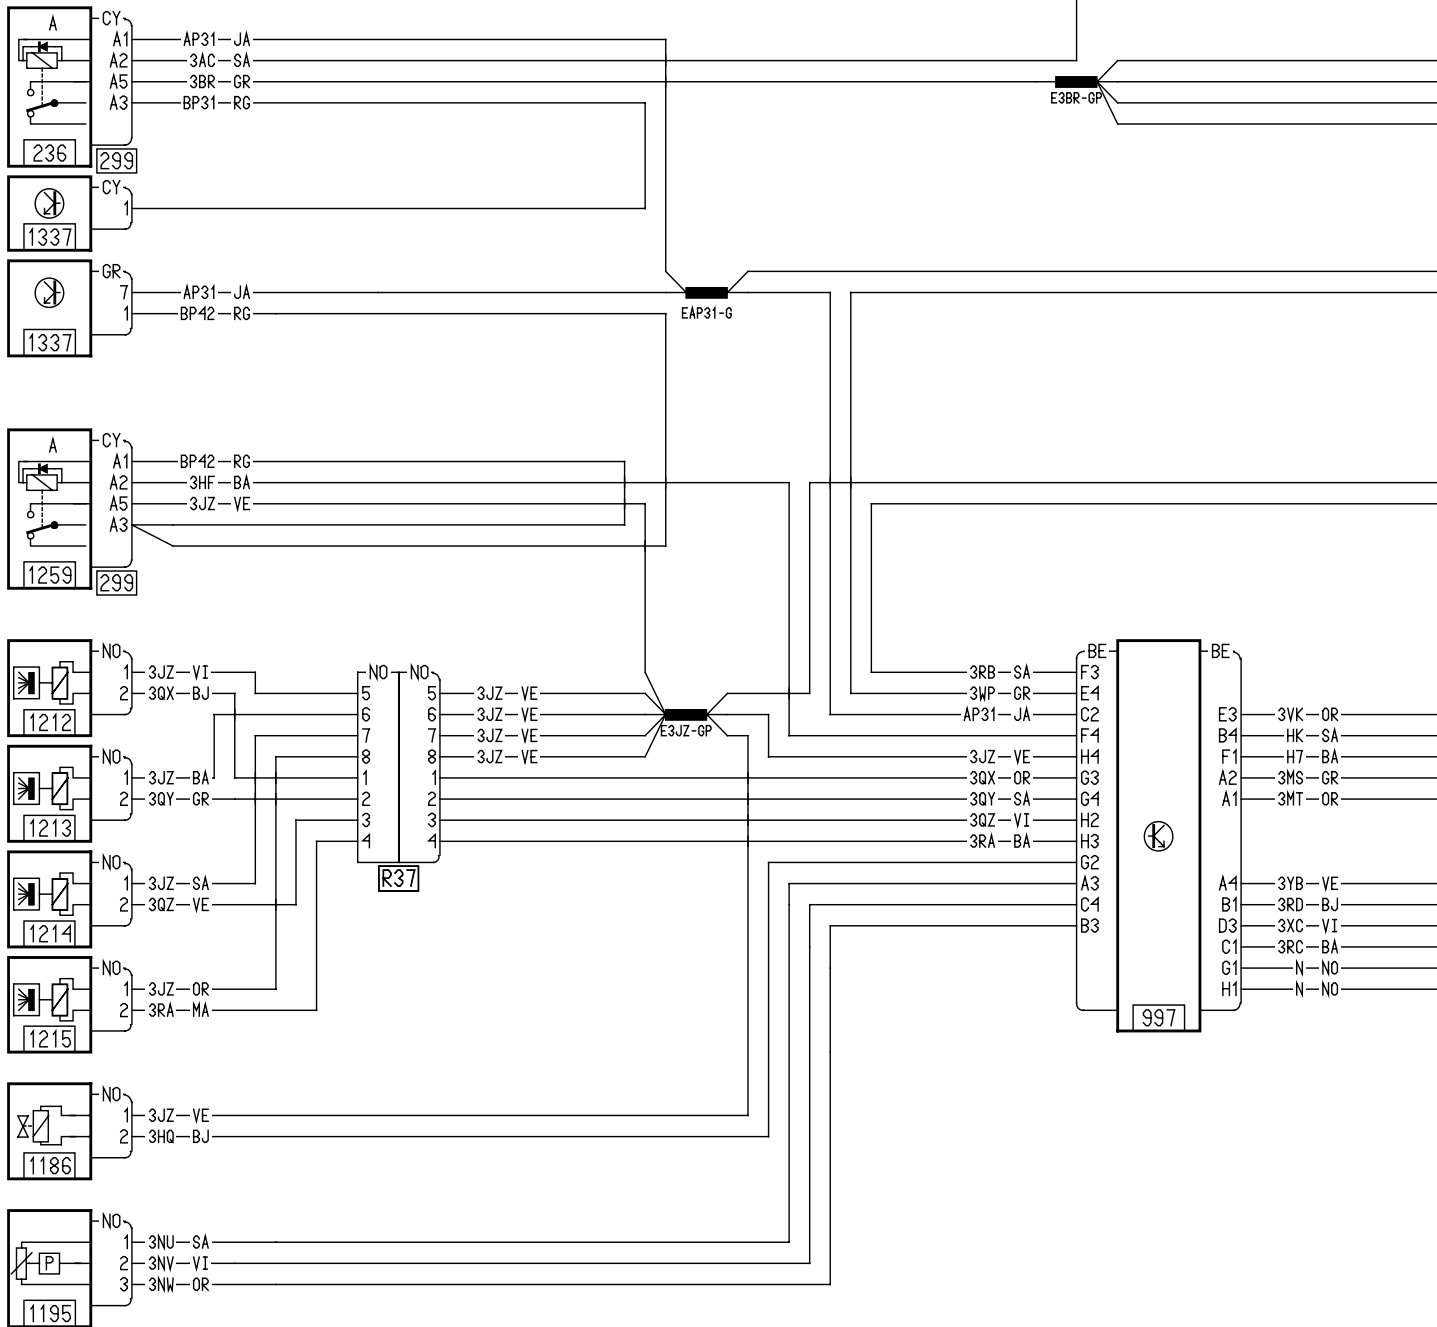 A CY
A1 AP31 JA
A2 3AC SA
A5 3BR GR
A3 BP31 RG
E3BR-GP
236 299
CY
1
1337
GR
7 AP31 JA
1 BP42 RG
EAP31-G
1337
A CY
A1 BP42 RG
A2 3HF BA
A5 3JZ VE
A3
1259 299
NO
1 3JZ VI
2 3QX BJ
1212
NO
1 3JZ BA
2 3QY GR
1213
NO
1 3JZ SA
2 3QZ VE
1214
NO
1 3JZ OR
2 3RA MA
1215
NO
1 3JZ VE
2 3HQ BJ
1186
NO
1 3NU SA
P 2 3NV VI
3 3NW OR
1195
NO NO
5 5 3JZ VE
6 6 3JZ VE
7 7 3JZ VE
8 8 3JZ VE
1 1
2 2
3 3
4 4
R37
E3JZ-GP
BE
3RB SA F3
3WP GR E4
AP31 JA C2
F4
3JZ VE H4
3QX OR G3
3QY SA G4
3QZ VI H2
3RA BA H3
G2
A3
C4
B3
997
BE
E3 3VK OR
B4 HK SA
F1 H7 BA
A2 3MS GR
A1 3MT OR
A4 3YB VE
B1 3RD BJ
D3 3XC VI
C1 3RC BA
G1 N NO
H1 N NO